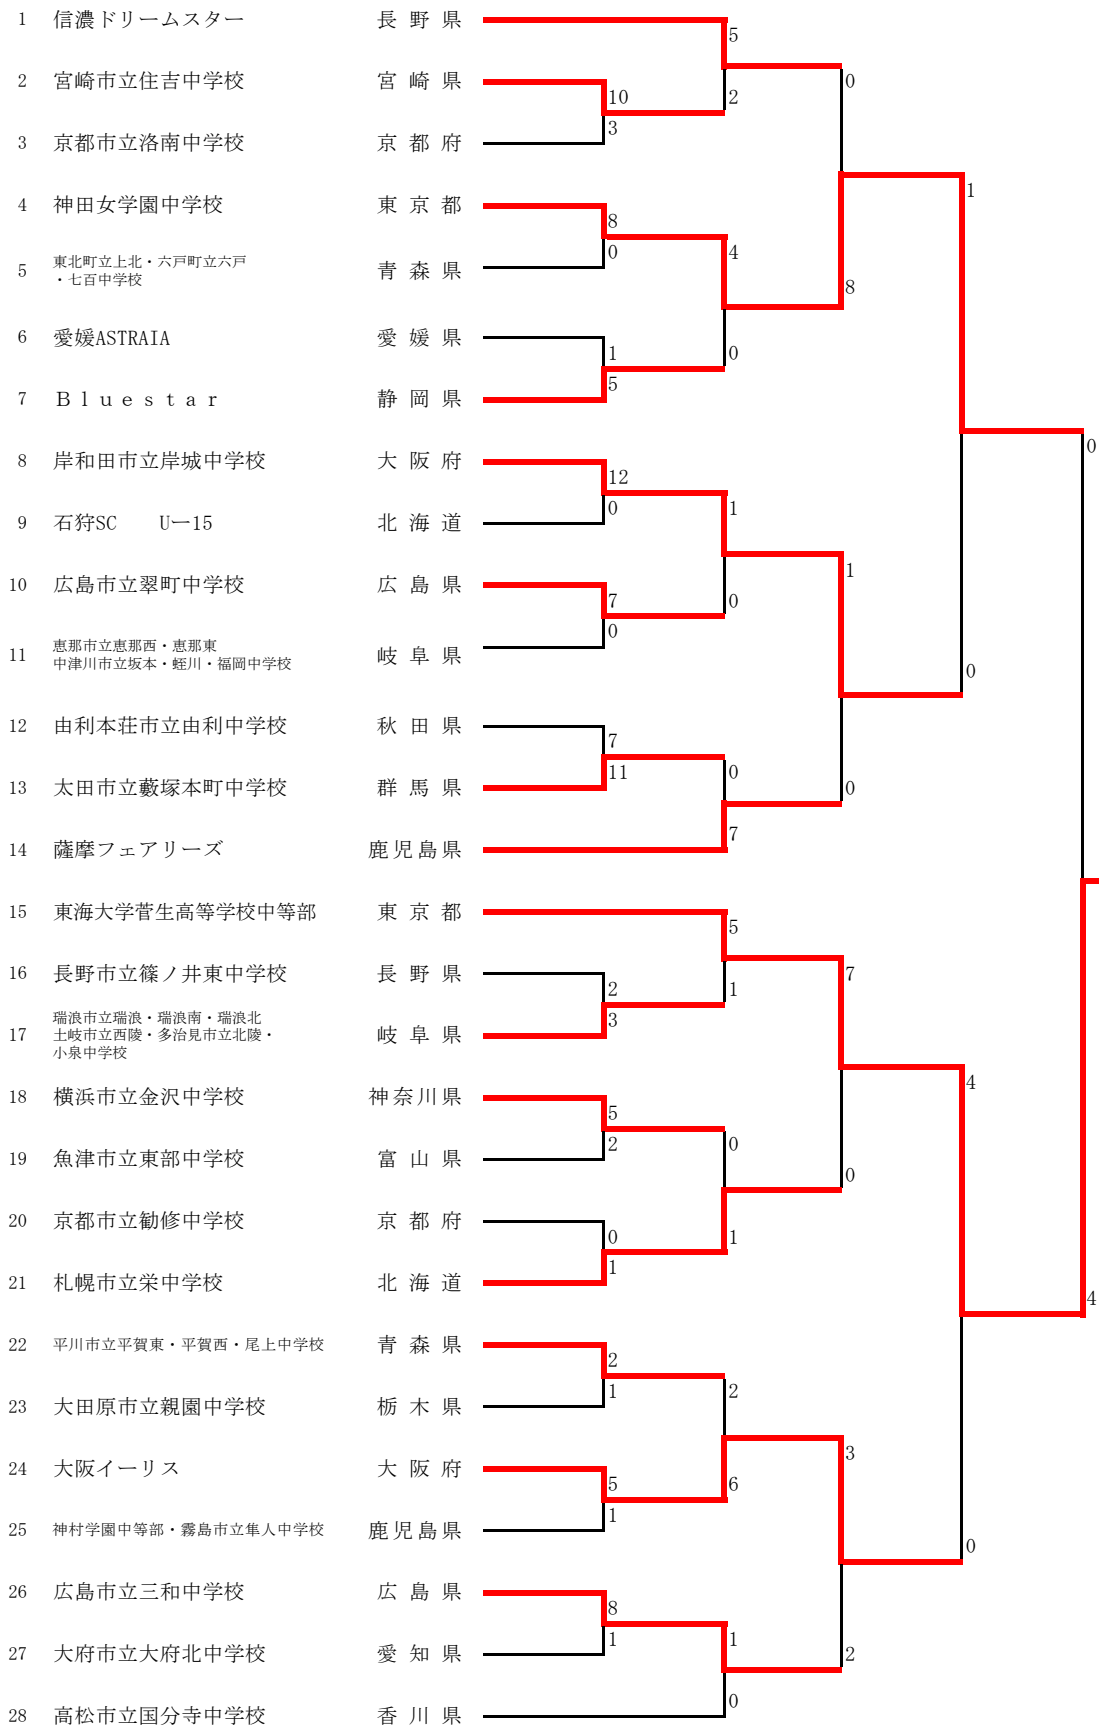 1 信濃ドリームスター 長野県
5
0
2 宮崎市立住吉中学校 宮崎県
10
2
3
3 京都市立洛南中学校 京都府
1
4 神田女学園中学校 東京都
8
0
4
東北町立上北・六戸町立六戸
5 青森県
・七百中学校
8
6 愛媛ASTRAIA 愛媛県
1
0
5
7 Bluestar 静岡県
0
8 岸和田市立岸城中学校 大阪府
12
0
1
9 石狩SC Uー15 北海道
1
10 広島市立翠町中学校 広島県
7
0
0
恵那市立恵那西・恵那東
11 岐阜県
中津川市立坂本・蛭川・福岡中学校
0
12 由利本荘市立由利中学校 秋田県
7
11
0
13 太田市立藪塚本町中学校 群馬県
0
7
14 薩摩フェアリーズ 鹿児島県
15 東海大学菅生高等学校中等部 東京都
5
16 長野市立篠ノ井東中学校 長野県
7
2
1
瑞浪市立瑞浪・瑞浪南・瑞浪北
3
17 土岐市立西陵・多治見市立北陵・ 岐阜県
小泉中学校
4
18 横浜市立金沢中学校 神奈川県
5
2
0
19 魚津市立東部中学校 富山県
0
20 京都市立勧修中学校 京都府
0
1
1
21 札幌市立栄中学校 北海道
4
22 平川市立平賀東・平賀西・尾上中学校 青森県
2
1
2
23 大田原市立親園中学校 栃木県
3
24 大阪イーリス 大阪府
5
6
1
25 神村学園中等部・霧島市立隼人中学校 鹿児島県
0
26 広島市立三和中学校 広島県
8
1
1
27 大府市立大府北中学校 愛知県
2
0
28 高松市立国分寺中学校 香川県